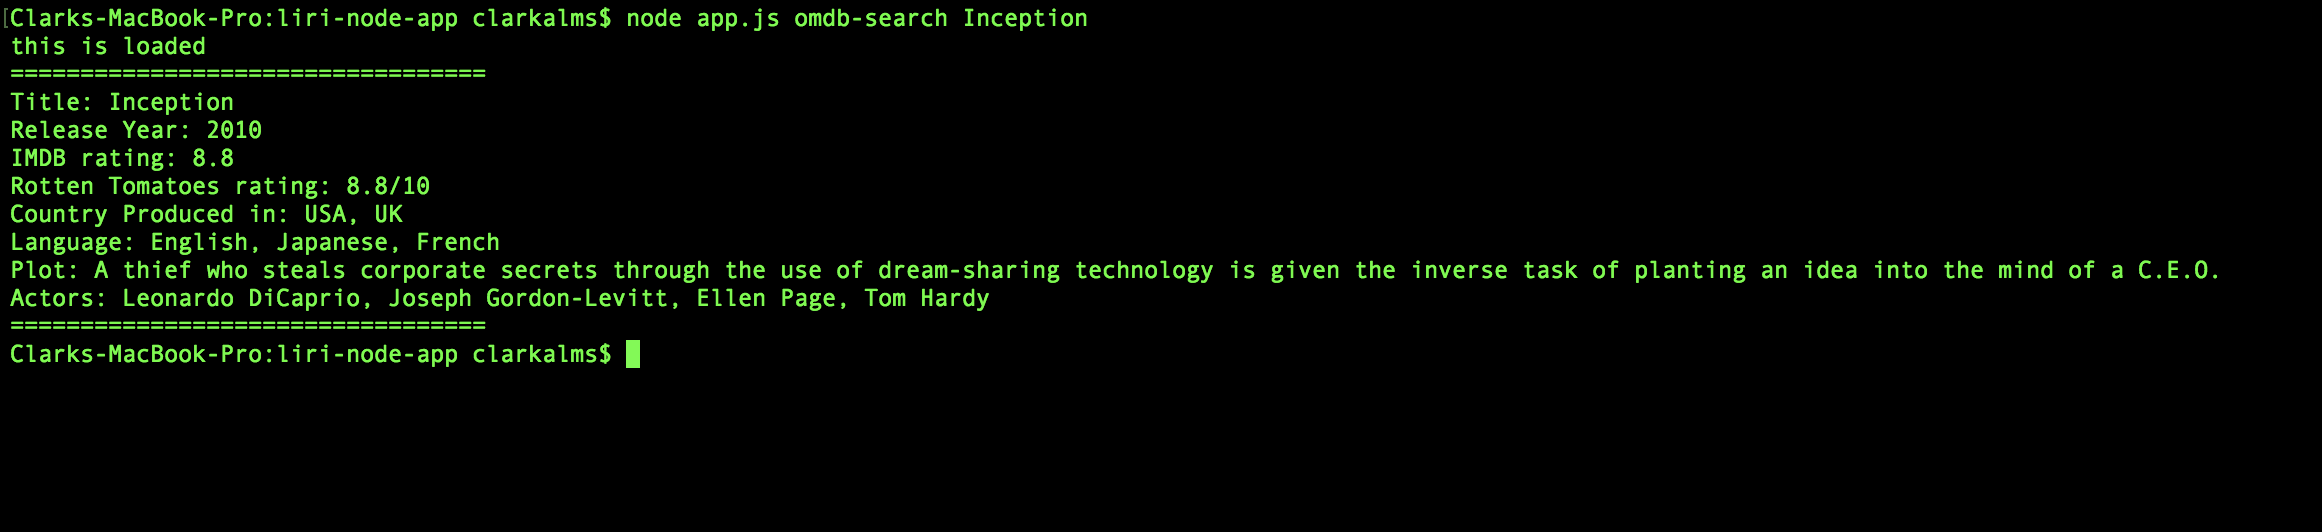 [Clarks-MacBook-Pro:liri-node-app clarkalms$ node app.js omdb-search Inception
this is loaded
==================================
Title: Inception
Release Year: 2010
IMDB rating: 8.8
Rotten Tomatoes rating: 8.8/10
Country Produced in: USA, UK
Language: English, Japanese, French
Plot: A thief who steals corporate secrets through the use of dream-sharing technology is given the inverse task of planting an idea into the mind of a C.E.O.
Actors: Leonardo DiCaprio, Joseph Gordon-Levitt, Ellen Page, Tom Hardy
==================================
Clarks-MacBook-Pro:liri-node-app clarkalms$